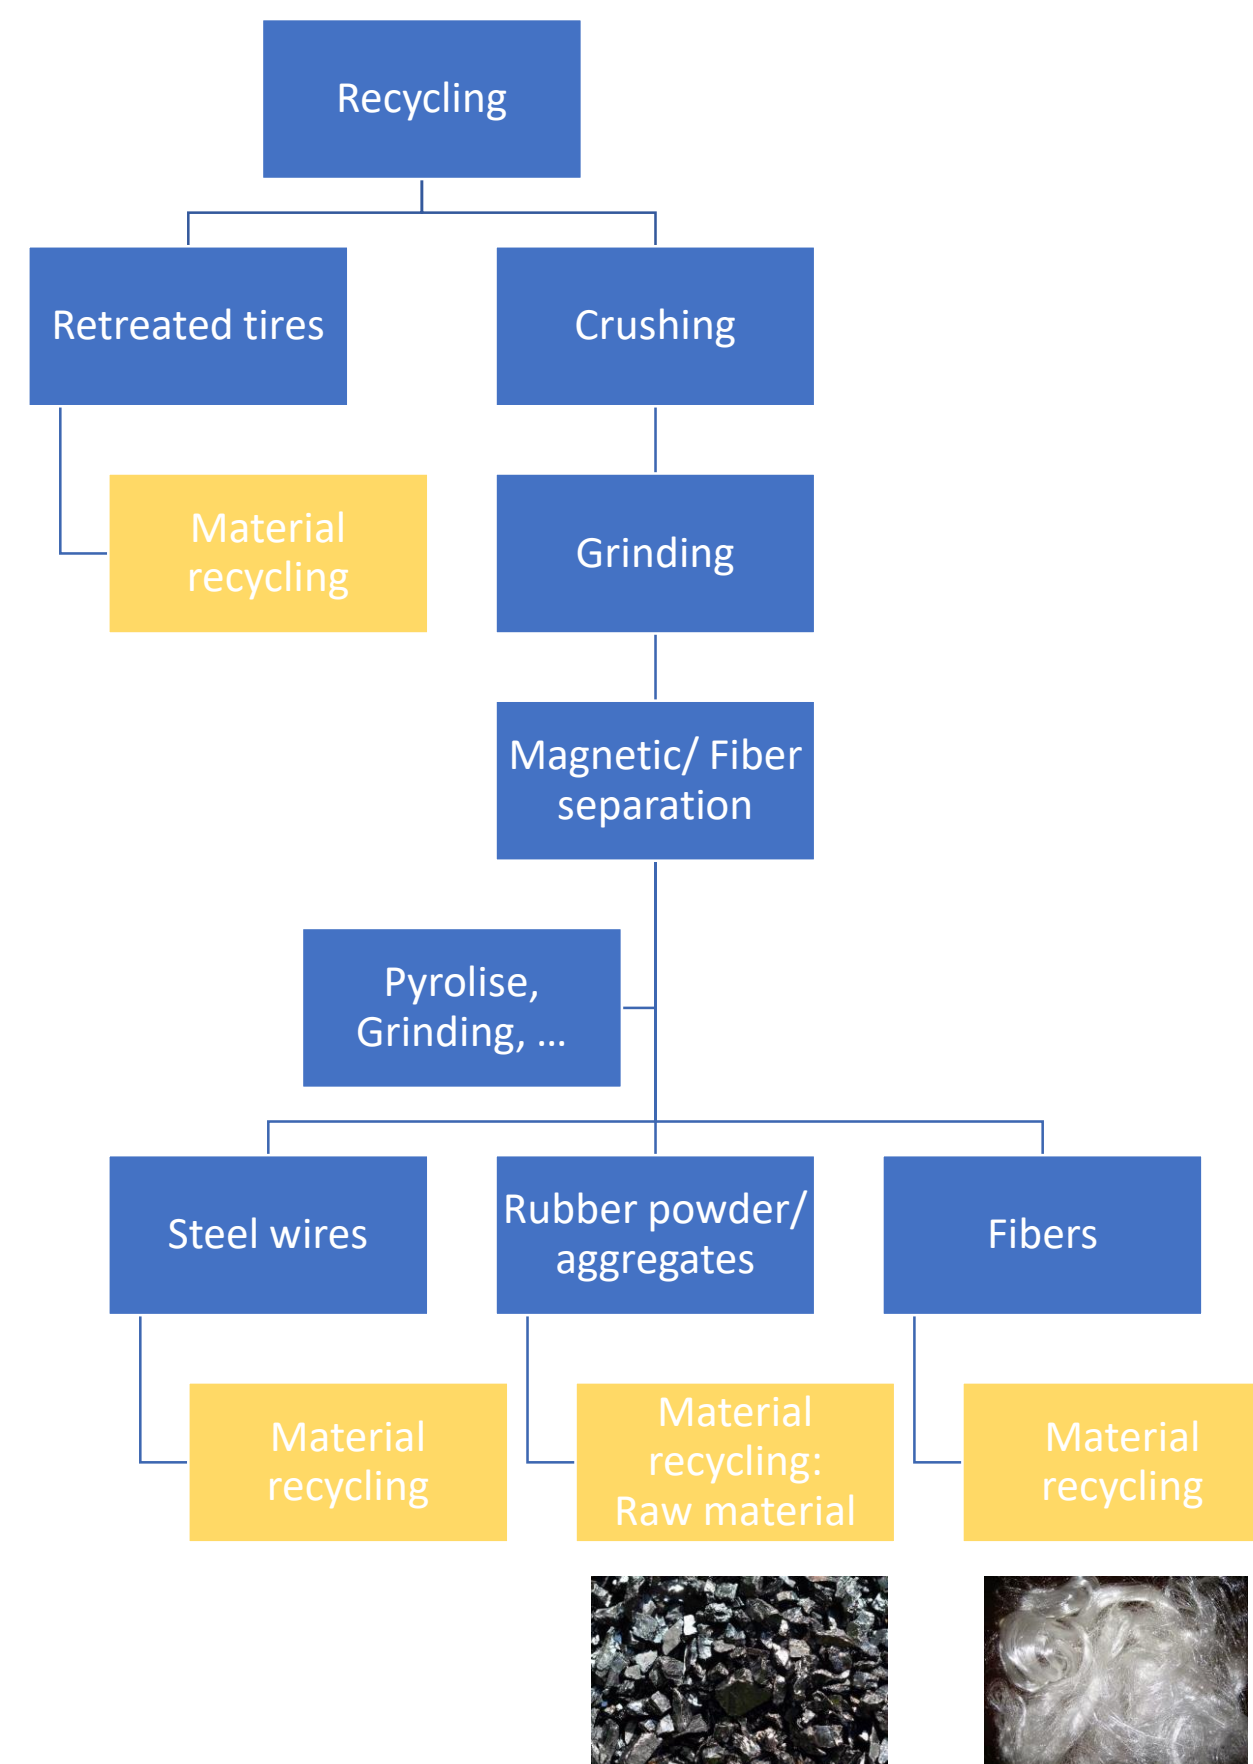 Recycling
Retreated tires
Crushing
Material
recycling
Grinding
Magnetic/ Fiber
separation
Pyrolise,
Grinding, ...
Steel wires
Rubber powder/
aggregates
Fibers
Material
recycling
Material
recycling:
Raw material
Material
recycling